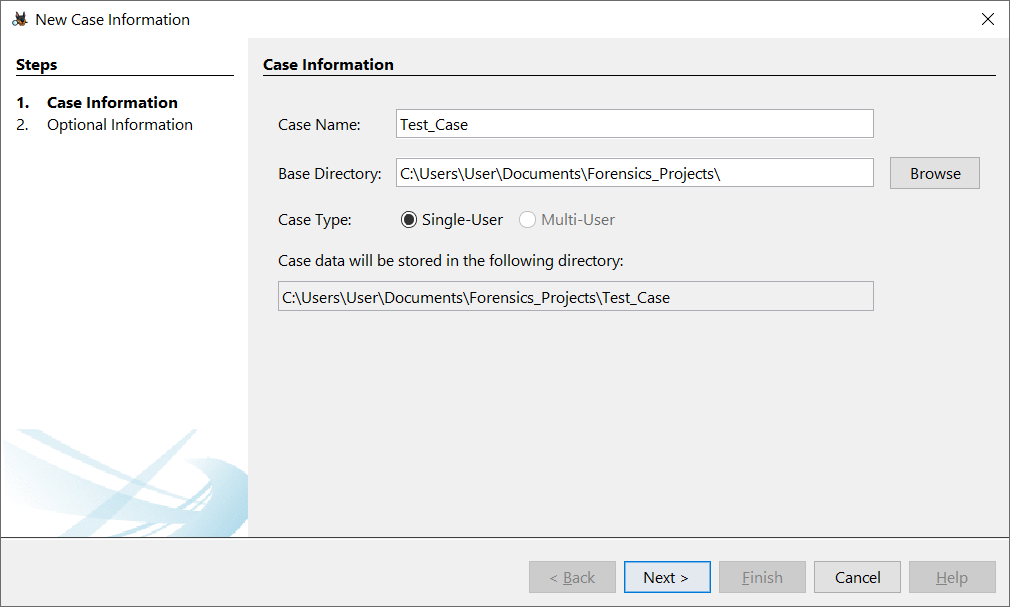 New Case Information
Steps
1. Case Information
2. Optional Information
Case Information
Case Name: Test_Case
Base Directory: C:\Users\User\Documents\Forensics_Projects\ Browse
Case Type: Single-User Multi-User
Case data will be stored in the following directory:
C:\Users\User\Documents\Forensics_Projects\Test_Case
< Back Next > Finish Cancel Help